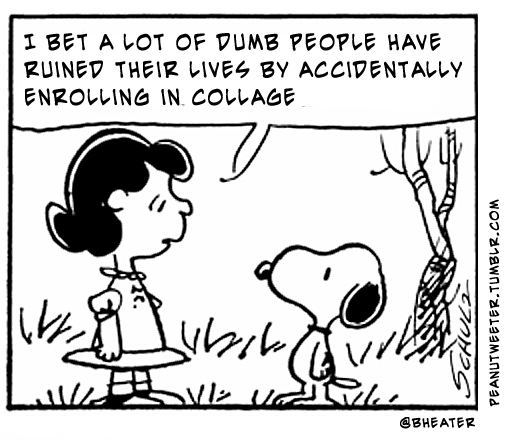 I BET A LOT OF DUMB PEOPLE HAVE
RUINED THEIR LIVES BY ACCIDENTALLY
ENROLLING IN COLLAGE
SCHULZ
PEANUTWEETER.TUMBLR.COM
@BHEATER